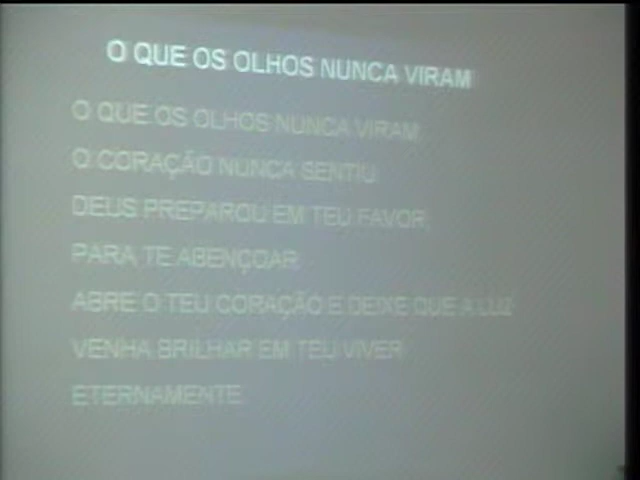 O QUE OS OLHOS NUNCA VIRAM
O QUE OS OLHOS NUNCA VIRAM
O CORAÇÃO NUNCA SENTIU
DEUS PREPAROU EM TEU FAVOR,
PARA TE ABENÇOAR
ABRE O TEU CORAÇÃO E DEIXE QUE A LUZ
VENHA BRILHAR EM TEU VIVER
ETERNAMENTE.